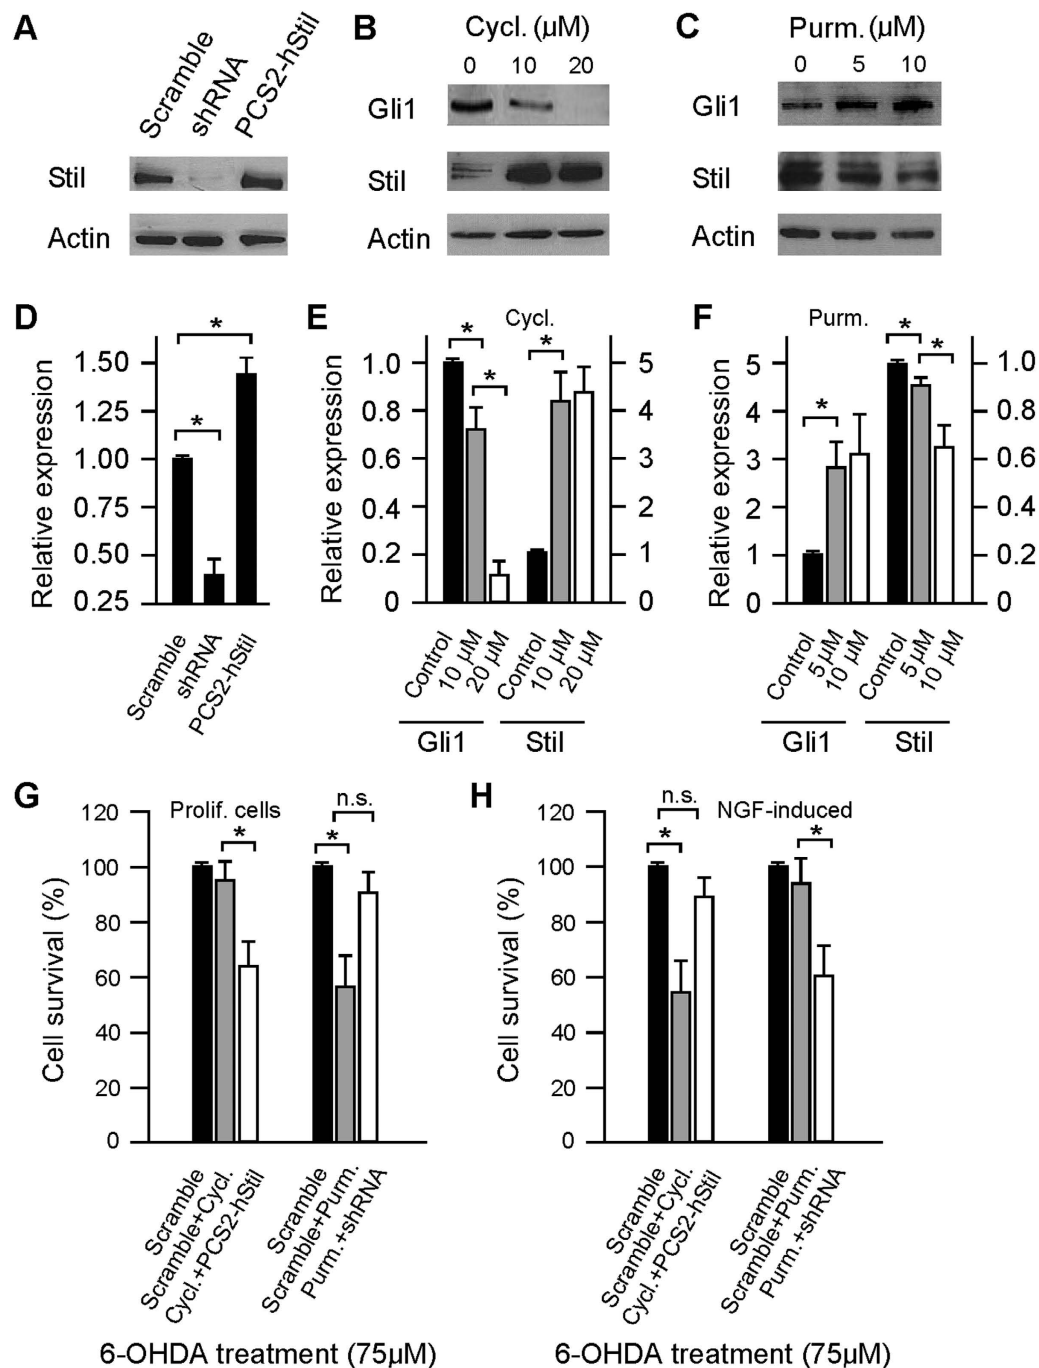 A
Scramble
shRNA
PCS2-hStil
Stil
Actin
B
Cycl. (µM)
0 10 20
Gli1
Stil
Actin
C
Purm. (µM)
0 5 10
Gli1
Stil
Actin
D
*
*
Relative expression
1.50
1.25
1.00
0.75
0.50
0.25
Scramble
shRNA
PCS2-hStil
E
Cycl.
*
*
*
Relative expression
1.0
0.8
0.6
0.4
0.2
0
5
4
3
2
1
0
Control
10 µM
20 µM
Control
10 µM
20 µM
Gli1
Stil
F
Purm.
*
*
*
Relative expression
5
4
3
2
1
0
1.0
0.8
0.6
0.4
0.2
0
Control
5 µM
10 µM
Control
5 µM
10 µM
Gli1
Stil
G
Prolif. cells
*
*
n.s.
Cell survival (%)
120
100
80
60
40
20
0
Scramble
Scramble+Cycl.
Cycl.+PCS2-hStil
Scramble
Scramble+Purm.
Purm.+shRNA
6-OHDA treatment (75µM)
H
NGF-induced
n.s.
*
*
Cell survival (%)
120
100
80
60
40
20
0
Scramble
Scramble+Cycl.
Cycl.+PCS2-hStil
Scramble
Scramble+Purm.
Purm.+shRNA
6-OHDA treatment (75µM)